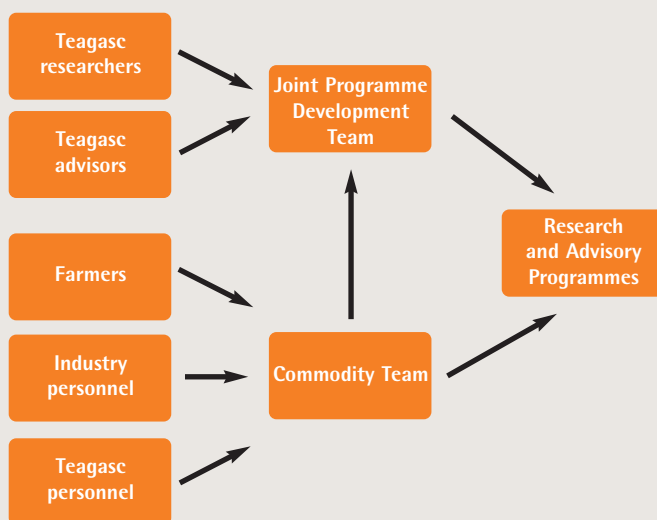 Teagasc
researchers
Teagasc
advisors
Farmers
Industry
personnel
Teagasc
personnel
Joint Programme
Development
Team
Commodity Team
Research
and Advisory
Programmes